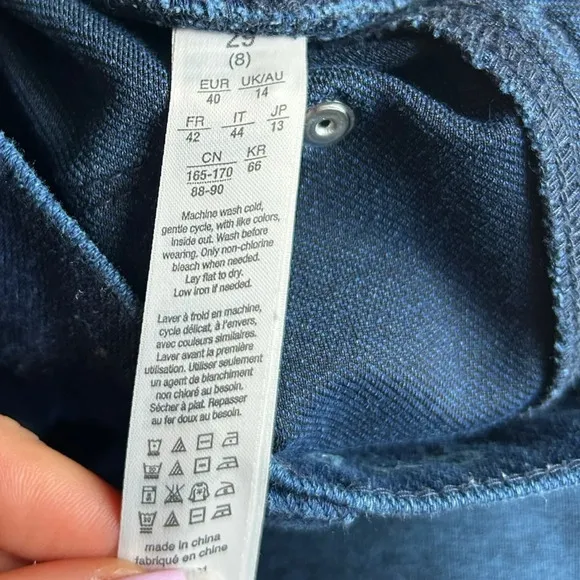 29
(8)
EUR UK/AU
40 14
FR IT JP
42 44 13
CN KR
165-170 66
88-90
Machine wash cold,
gentle cycle, with like colors,
inside out. Wash before
wearing. Only non-chlorine
bleach when needed.
Lay flat to dry.
Low iron if needed.
Laver à froid en machine,
cycle délicat, à l'envers,
avec couleurs similaires.
Laver avant la première
utilisation. Utiliser seulement
un agent de blanchiment
non chloré au besoin.
Sécher à plat. Repasser
au fer doux au besoin.
made in china
fabriqué en chine